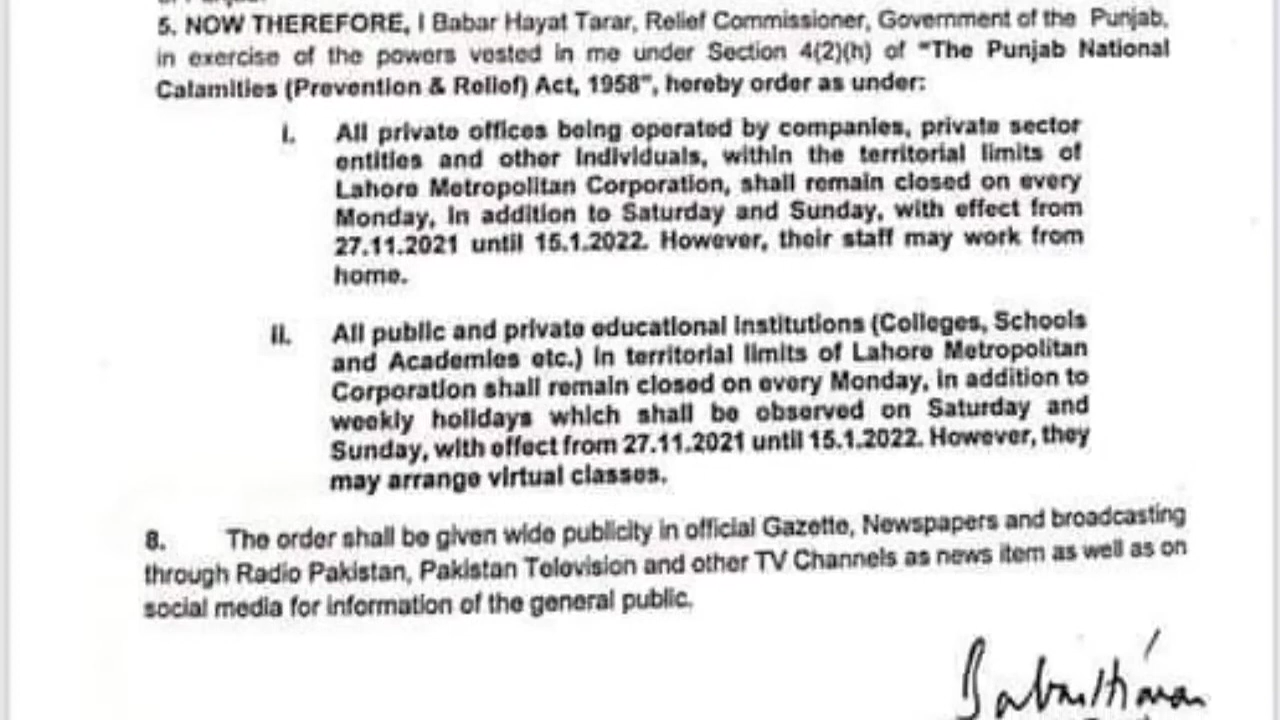 5. NOW THEREFORE, I Babar Hayat Tarar, Relief Commissioner, Government of the Punjab,
in exercise of the powers vested in me under Section 4(2)(h) of "The Punjab National
Calamities (Prevention & Relief) Act, 1958", hereby order as under:
i. All private offices being operated by companies, private sector
entities and other individuals, within the territorial limits of
Lahore Metropolitan Corporation, shall remain closed on every
Monday, in addition to Saturday and Sunday, with effect from
27.11.2021 until 15.1.2022. However, their staff may work from
home.
ii. All public and private educational institutions (Colleges, Schools
and Academies etc.) in territorial limits of Lahore Metropolitan
Corporation shall remain closed on every Monday, in addition to
weekly holidays which shall be observed on Saturday and
Sunday, with effect from 27.11.2021 until 15.1.2022. However, they
may arrange virtual classes.
8. The order shall be given wide publicity in official Gazette, Newspapers and broadcasting
through Radio Pakistan, Pakistan Television and other TV Channels as news item as well as on
social media for information of the general public.